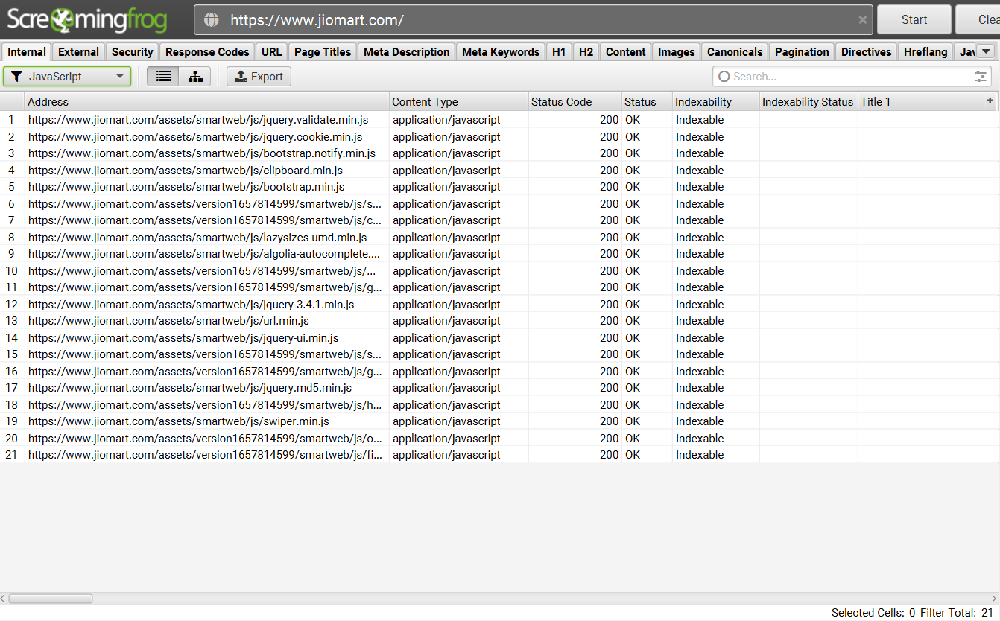 Screamingfrog https://www.jiomart.com/ Start Clea
Internal External Security Response Codes URL Page Titles Meta Description Meta Keywords H1 H2 Content Images Canonicals Pagination Directives Hreflang Jav
JavaScript Export Search...
Address Content Type Status Code Status Indexability Indexability Status Title 1 +
1 https://www.jiomart.com/assets/smartweb/js/jquery.validate.min.js application/javascript 200 OK Indexable
2 https://www.jiomart.com/assets/smartweb/js/jquery.cookie.min.js application/javascript 200 OK Indexable
3 https://www.jiomart.com/assets/smartweb/js/bootstrap.notify.min.js application/javascript 200 OK Indexable
4 https://www.jiomart.com/assets/smartweb/js/clipboard.min.js application/javascript 200 OK Indexable
5 https://www.jiomart.com/assets/smartweb/js/bootstrap.min.js application/javascript 200 OK Indexable
6 https://www.jiomart.com/assets/version1657814599/smartweb/js/s... application/javascript 200 OK Indexable
7 https://www.jiomart.com/assets/version1657814599/smartweb/js/c... application/javascript 200 OK Indexable
8 https://www.jiomart.com/assets/smartweb/js/lazysizes-umd.min.js application/javascript 200 OK Indexable
9 https://www.jiomart.com/assets/smartweb/js/algolia-autocomplete.... application/javascript 200 OK Indexable
10 https://www.jiomart.com/assets/version1657814599/smartweb/js/... application/javascript 200 OK Indexable
11 https://www.jiomart.com/assets/version1657814599/smartweb/js/g... application/javascript 200 OK Indexable
12 https://www.jiomart.com/assets/smartweb/js/jquery-3.4.1.min.js application/javascript 200 OK Indexable
13 https://www.jiomart.com/assets/smartweb/js/url.min.js application/javascript 200 OK Indexable
14 https://www.jiomart.com/assets/smartweb/js/jquery-ui.min.js application/javascript 200 OK Indexable
15 https://www.jiomart.com/assets/version1657814599/smartweb/js/s... application/javascript 200 OK Indexable
16 https://www.jiomart.com/assets/version1657814599/smartweb/js/g... application/javascript 200 OK Indexable
17 https://www.jiomart.com/assets/smartweb/js/jquery.md5.min.js application/javascript 200 OK Indexable
18 https://www.jiomart.com/assets/version1657814599/smartweb/js/h... application/javascript 200 OK Indexable
19 https://www.jiomart.com/assets/smartweb/js/swiper.min.js application/javascript 200 OK Indexable
20 https://www.jiomart.com/assets/version1657814599/smartweb/js/o... application/javascript 200 OK Indexable
21 https://www.jiomart.com/assets/version1657814599/smartweb/js/fi... application/javascript 200 OK Indexable
Selected Cells: 0 Filter Total: 21